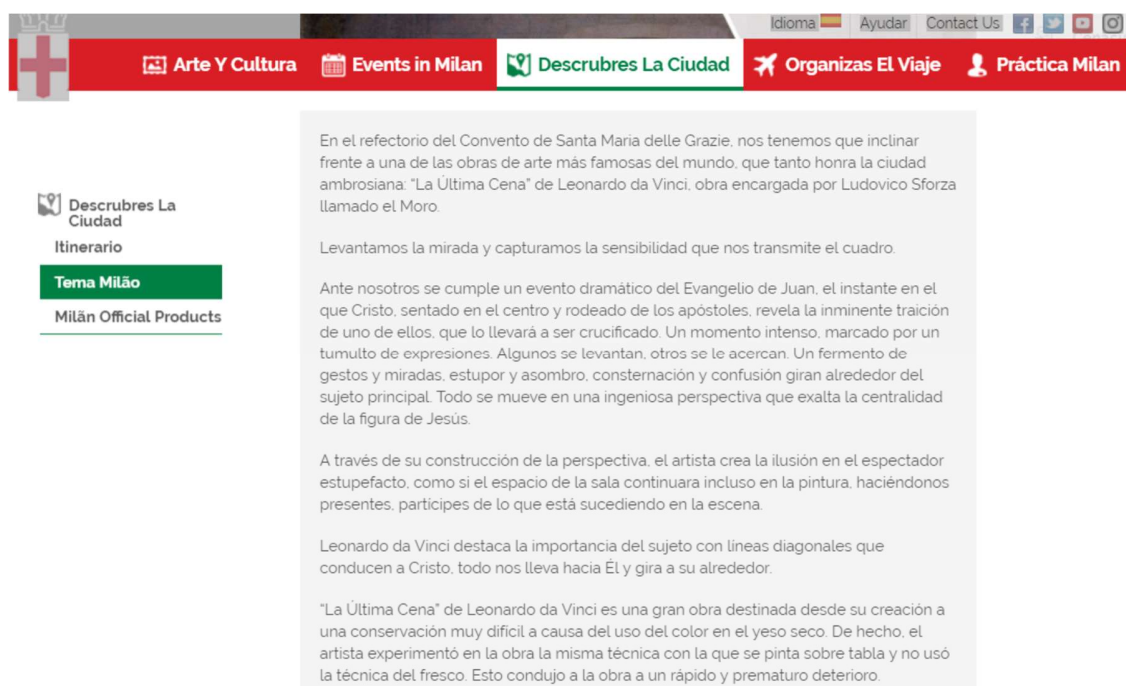 Idioma Ayudar Contact Us
Arte Y Cultura Events in Milan Descrubres La Ciudad Organizas El Viaje Práctica Milan
Descrubres La
Ciudad
Itinerario
Tema Milão
Milãn Official Products
En el refectorio del Convento de Santa Maria delle Grazie, nos tenemos que inclinar
frente a una de las obras de arte más famosas del mundo, que tanto honra la ciudad
ambrosiana: "La Última Cena" de Leonardo da Vinci, obra encargada por Ludovico Sforza
llamado el Moro.
Levantamos la mirada y capturamos la sensibilidad que nos transmite el cuadro.
Ante nosotros se cumple un evento dramático del Evangelio de Juan, el instante en el
que Cristo, sentado en el centro y rodeado de los apóstoles, revela la inminente traición
de uno de ellos, que lo llevará a ser crucificado. Un momento intenso, marcado por un
tumulto de expresiones. Algunos se levantan, otros se le acercan. Un fermento de
gestos y miradas, estupor y asombro, consternación y confusión giran alrededor del
sujeto principal. Todo se mueve en una ingeniosa perspectiva que exalta la centralidad
de la figura de Jesús.
A través de su construcción de la perspectiva, el artista crea la ilusión en el espectador
estupefacto, como si el espacio de la sala continuara incluso en la pintura, haciéndonos
presentes, partícipes de lo que está sucediendo en la escena.
Leonardo da Vinci destaca la importancia del sujeto con líneas diagonales que
conducen a Cristo, todo nos lleva hacia Él y gira a su alrededor.
"La Última Cena" de Leonardo da Vinci es una gran obra destinada desde su creación a
una conservación muy difícil a causa del uso del color en el yeso seco. De hecho, el
artista experimentó en la obra la misma técnica con la que se pinta sobre tabla y no usó
la técnica del fresco. Esto condujo a la obra a un rápido y prematuro deterioro.